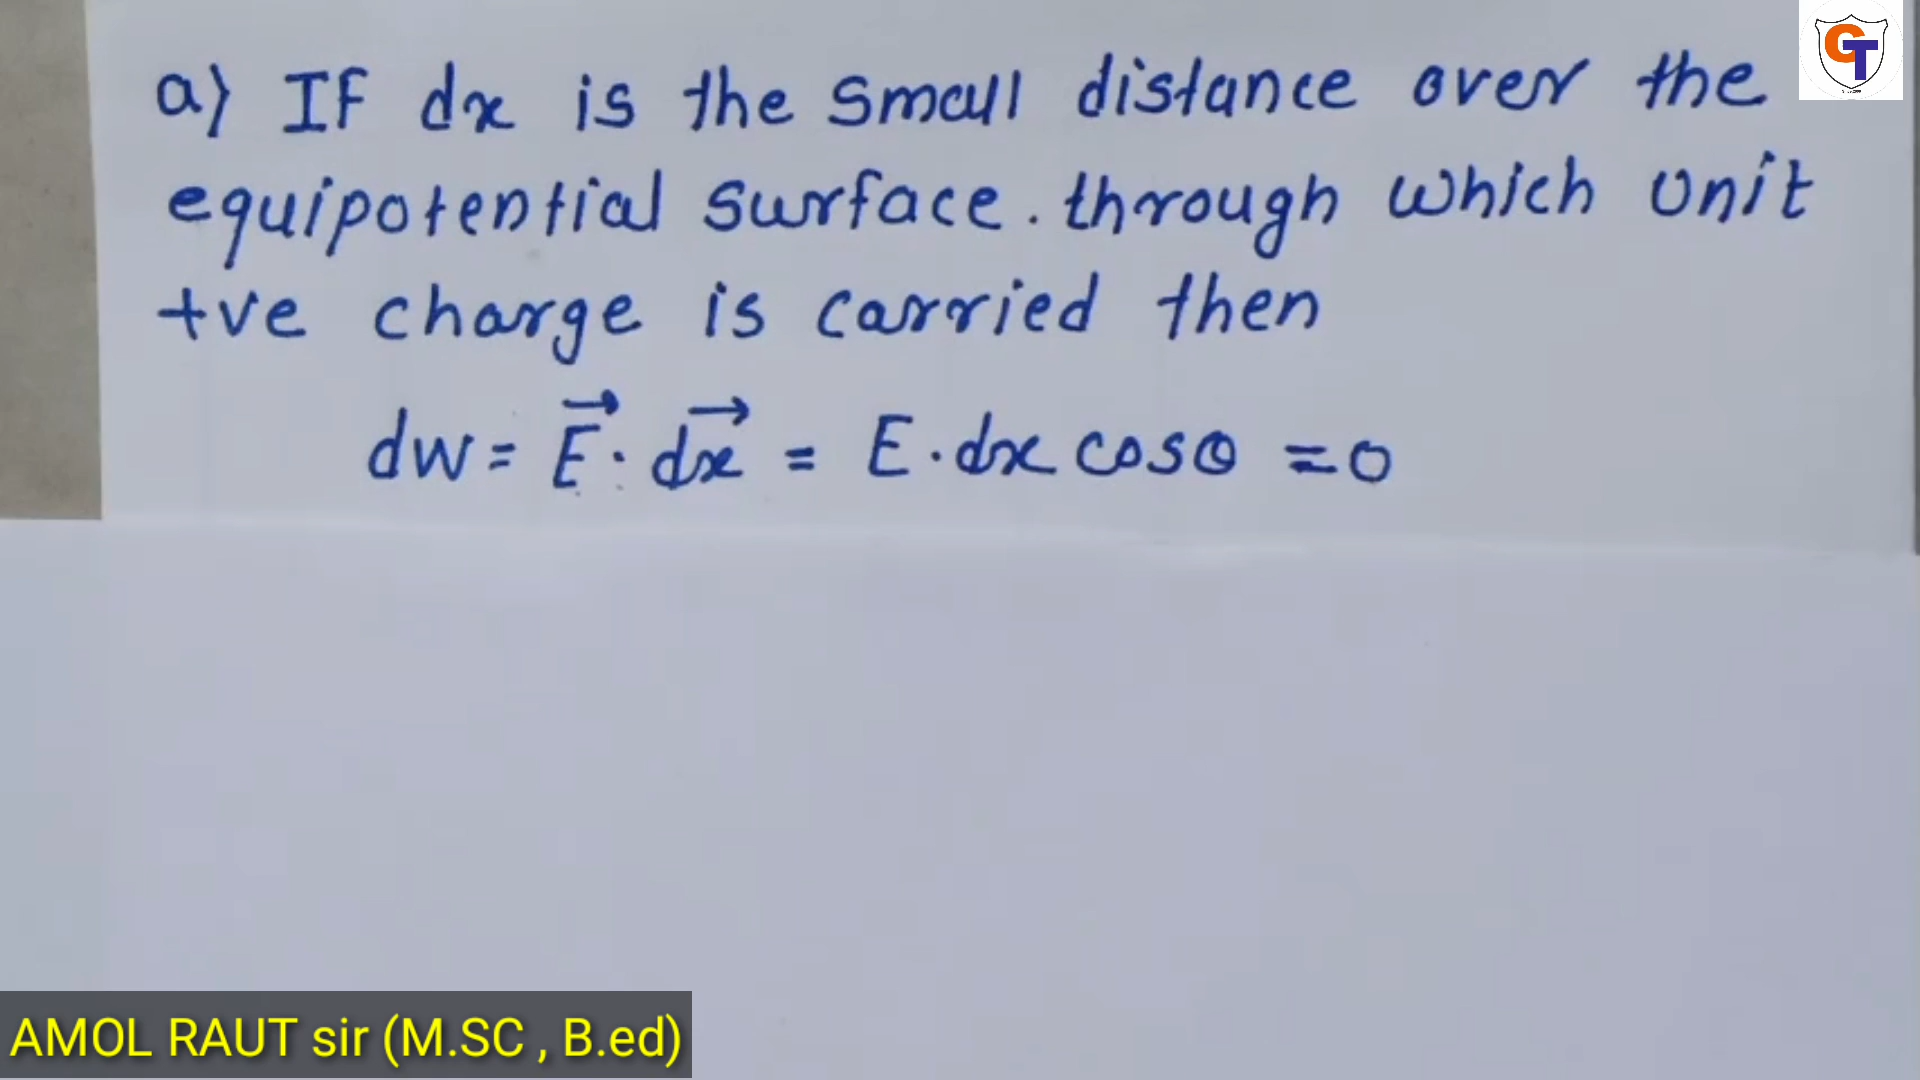 GT
a) IF dx is the small distance over the
equipotential surface. through which unit
+ve charge is carried then
dw = E⃗ · d⃗x = E · dx cosθ = 0
AMOL RAUT sir (M.SC , B.ed)